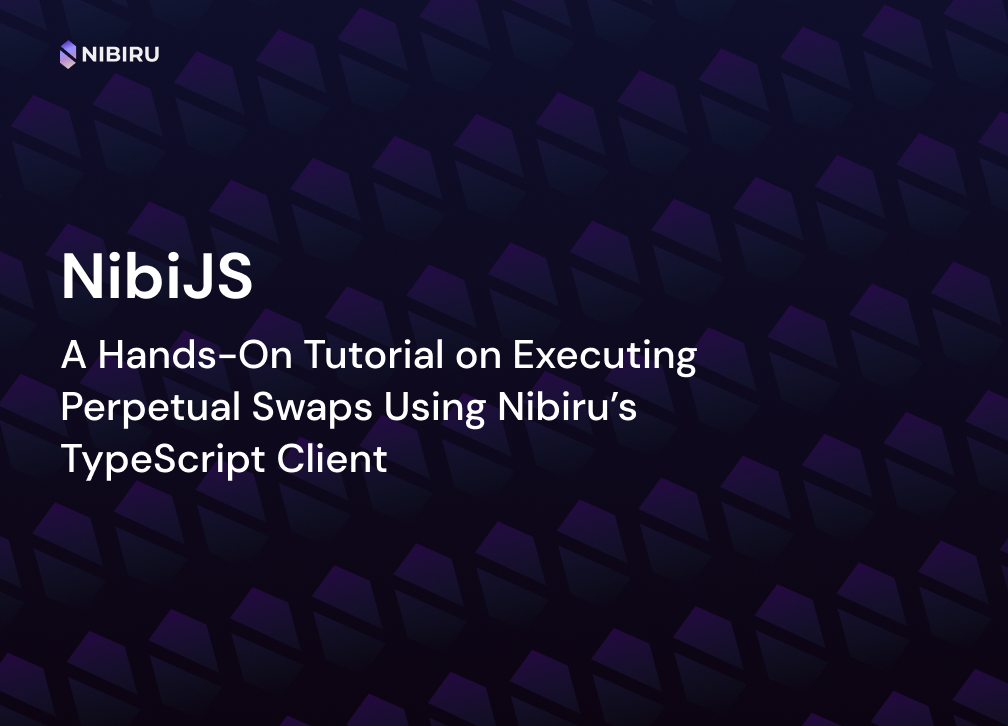 NIBIRU
NibiJS
A Hands-On Tutorial on Executing
Perpetual Swaps Using Nibiru’s
TypeScript Client